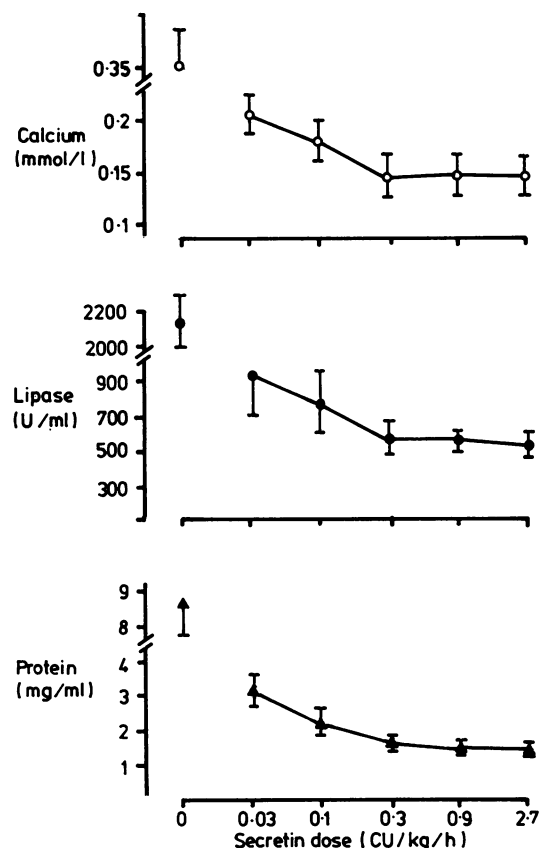 0·35
0·2
Calcium
(mmol/l)
0·15
0·1
2200
2000
900
Lipase
(U/ml)
700
500
300
9
8
Protein
(mg/ml)
4
3
2
1
0 0·03 0·1 0·3 0·9 2·7
Secretin dose (CU/kg/h)